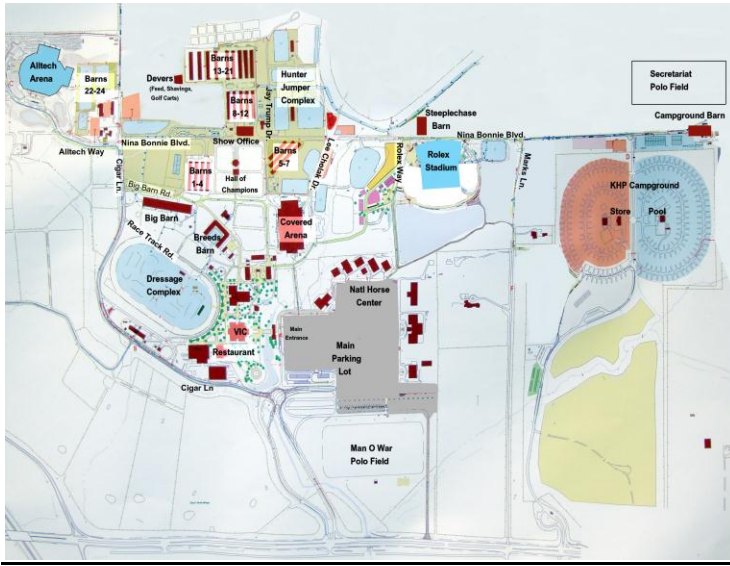 Alltech
Arena
Barns
22-24
Devers
(Feed, Shavings,
Golf Carts)
Barns
13-21
Barns
8-12
Jay Trump Dr.
Hunter
Jumper
Complex
Secretariat
Polo Field
Campground Barn
Steeplechase
Barn
Nina Bonnie Blvd.
Alltech Way
Nina Bonnie Blvd.
Show Office
Cigar Ln.
Barns
1-4
Hall of
Champions
Barns
5-7
Rolex Way
Rolex
Stadium
Marks Ln.
KHP Campground
Store
Pool
Big Barn Rd.
Big Barn
Race Track Rd.
Breeds
Barn
Covered
Arena
Dressage
Complex
Natl Horse
Center
VIC
Main
Entrance
Main
Parking
Lot
Restaurant
Cigar Ln
Man O War
Polo Field